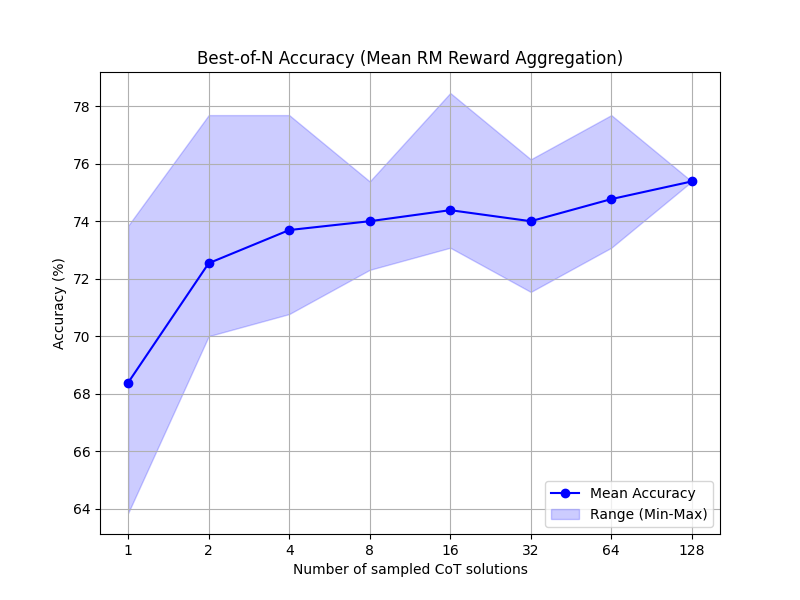 Best-of-N Accuracy (Mean RM Reward Aggregation)
Accuracy (%)
78
76
74
72
70
68
66
64
Mean Accuracy
Range (Min-Max)
1 2 4 8 16 32 64 128
Number of sampled CoT solutions